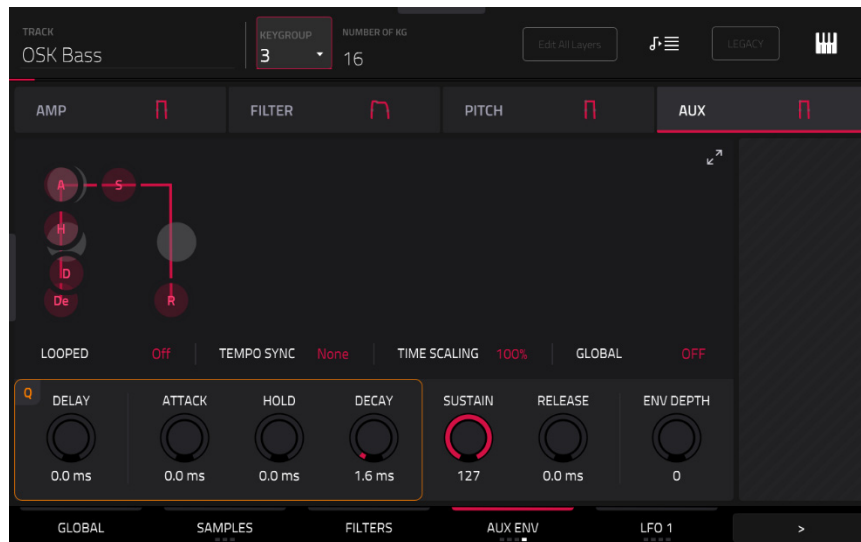 TRACK KEYGROUP NUMBER OF KG
OSK Bass 3 16 Edit All Layers LEGACY
AMP FILTER PITCH AUX
A S
H
D
De R
LOOPED Off TEMPO SYNC None TIME SCALING 100% GLOBAL OFF
Q DELAY ATTACK HOLD DECAY SUSTAIN RELEASE ENV DEPTH
0.0 ms 0.0 ms 0.0 ms 1.6 ms 127 0.0 ms 0
GLOBAL SAMPLES FILTERS AUX ENV LFO 1 >